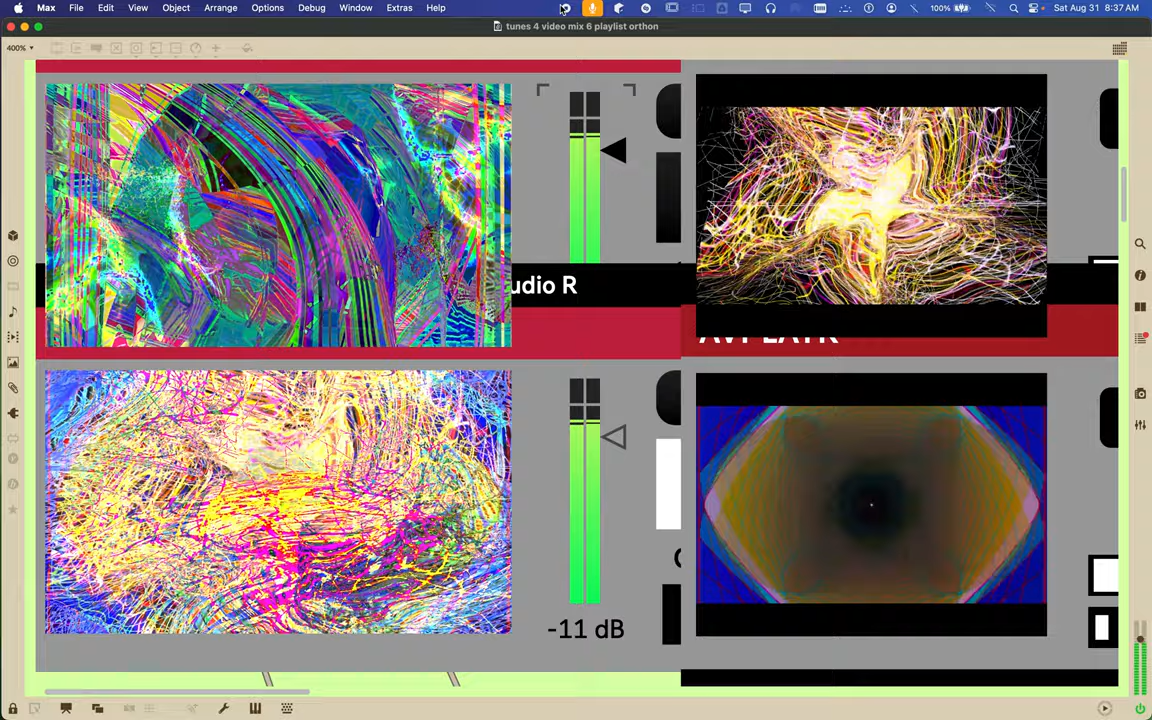 Max File Edit View Object Arrange Options Debug Window Extras Help 100% Sat Aug 31 8:37 AM
tunes 4 video mix 6 playlist orthon
400%
udio R
-11 dB